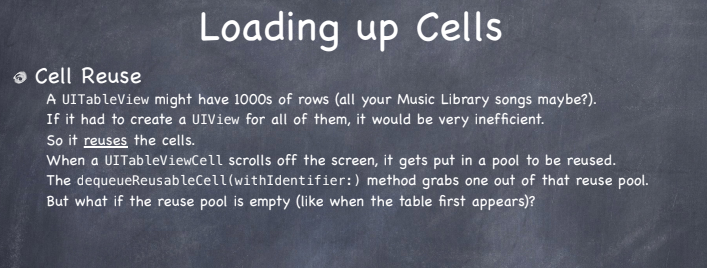 Loading up Cells
Cell Reuse
A UITableView might have 1000s of rows (all your Music Library songs maybe?).
If it had to create a UIView for all of them, it would be very inefficient.
So it reuses the cells.
When a UITableViewCell scrolls off the screen, it gets put in a pool to be reused.
The dequeueReusableCell(withIdentifier:) method grabs one out of that reuse pool.
But what if the reuse pool is empty (like when the table first appears)?